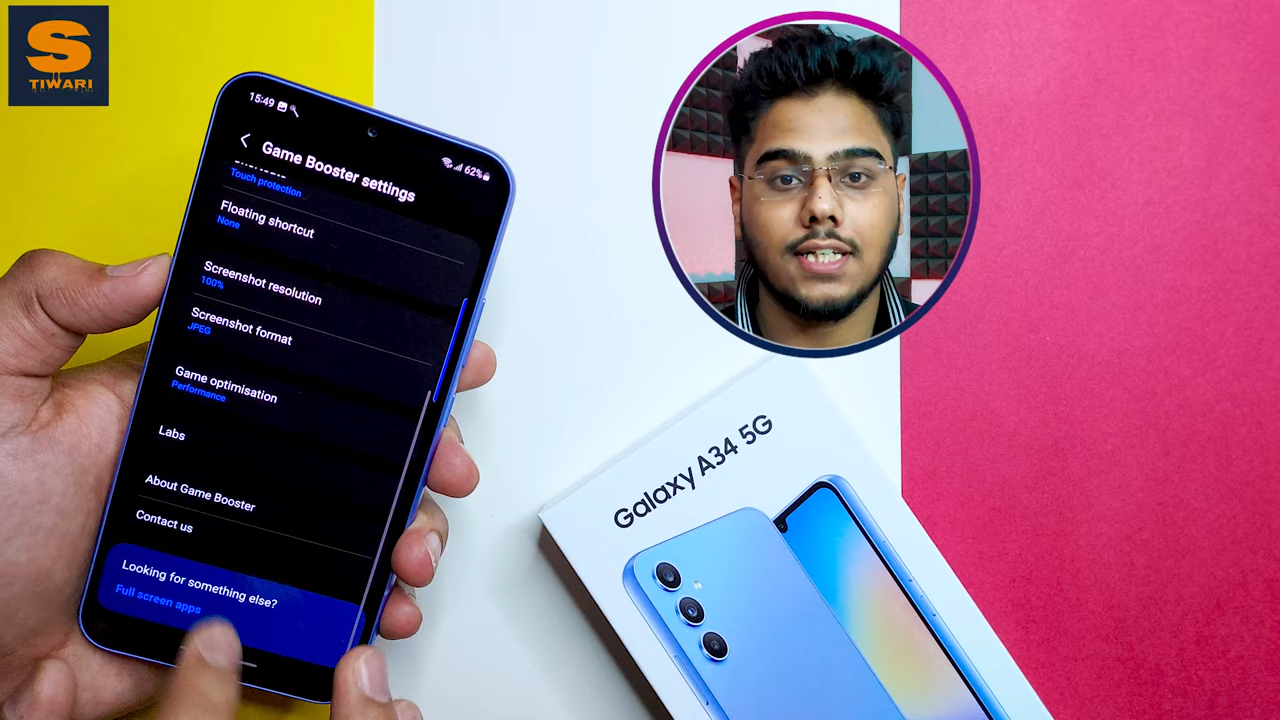 S
TIWARI
15:49
62%
Game Booster settings
Touch protection
Floating shortcut
None
Screenshot resolution
100%
Screenshot format
JPEG
Game optimisation
Performance
Labs
About Game Booster
Contact us
Looking for something else?
Full screen apps
Galaxy A34 5G